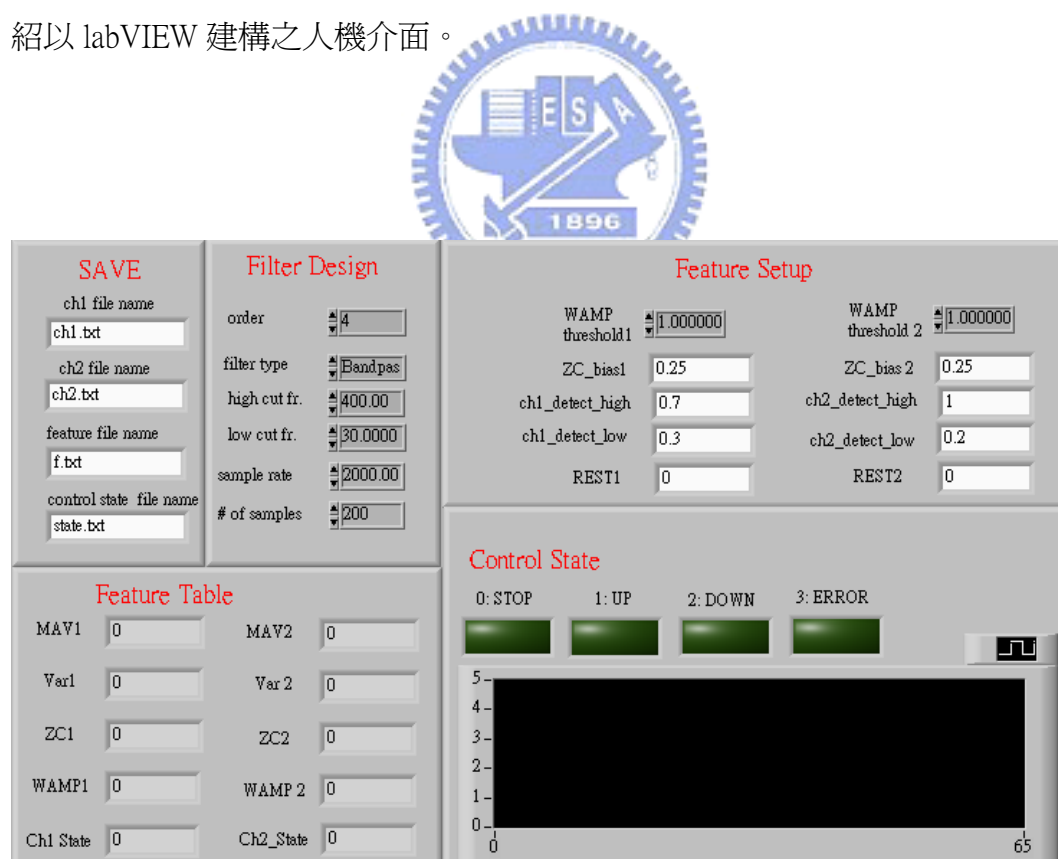 紹以 labVIEW 建構之人機介面。
E S A
1896
SAVE
ch1 file name
ch1.txt
ch2 file name
ch2.txt
feature file name
f.txt
control state file name
state.txt
Filter Design
order 4
filter type Bandpas
high cut fr. 400.00
low cut fr. 30.0000
sample rate 2000.00
# of samples 200
Feature Setup
WAMP
threshold1 1.000000
ZC_bias1 0.25
ch1_detect_high 0.7
ch1_detect_low 0.3
REST1 0
WAMP
threshold 2 1.000000
ZC_bias 2 0.25
ch2_detect_high 1
ch2_detect_low 0.2
REST2 0
Feature Table
MAV1 0 MAV2 0
Var1 0 Var 2 0
ZC1 0 ZC2 0
WAMP1 0 WAMP 2 0
Ch1 State 0 Ch2_State 0
Control State
0: STOP 1: UP 2: DOWN 3: ERROR
5
4
3
2
1
0
0 65